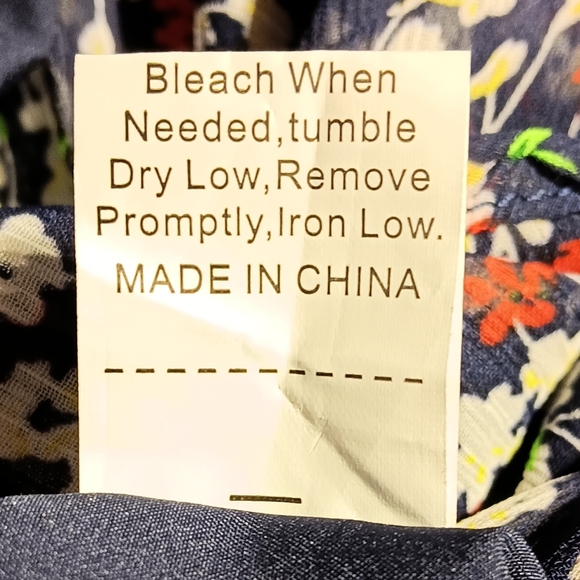 Bleach When
Needed,tumble
Dry Low,Remove
Promptly,Iron Low.
MADE IN CHINA